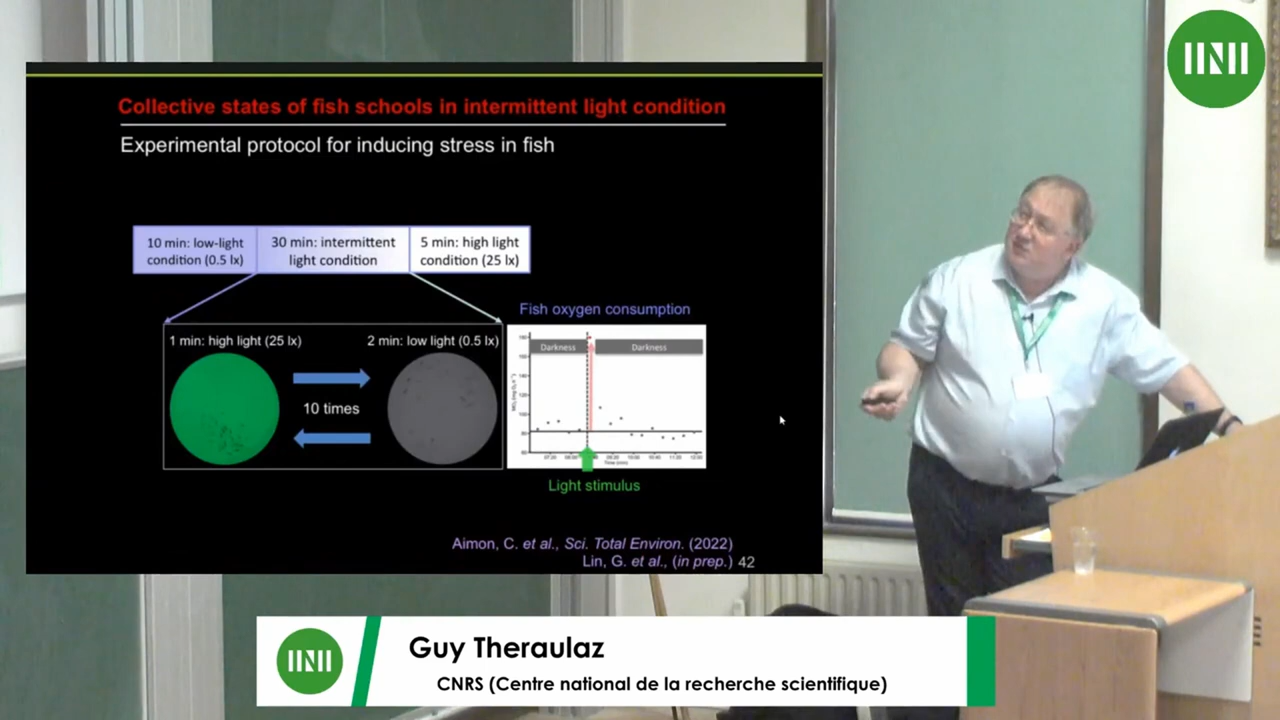 Collective states of fish schools in intermittent light condition
Experimental protocol for inducing stress in fish
10 min: low-light
condition (0.5 lx)
30 min: intermittent
light condition
5 min: high light
condition (25 lx)
1 min: high light (25 lx)
2 min: low light (0.5 lx)
10 times
Fish oxygen consumption
Darkness
Darkness
Light stimulus
Aimon, C. et al., Sci. Total Environ. (2022)
Lin, G. et al., (in prep.) 42
Guy Theraulaz
CNRS (Centre national de la recherche scientifique)